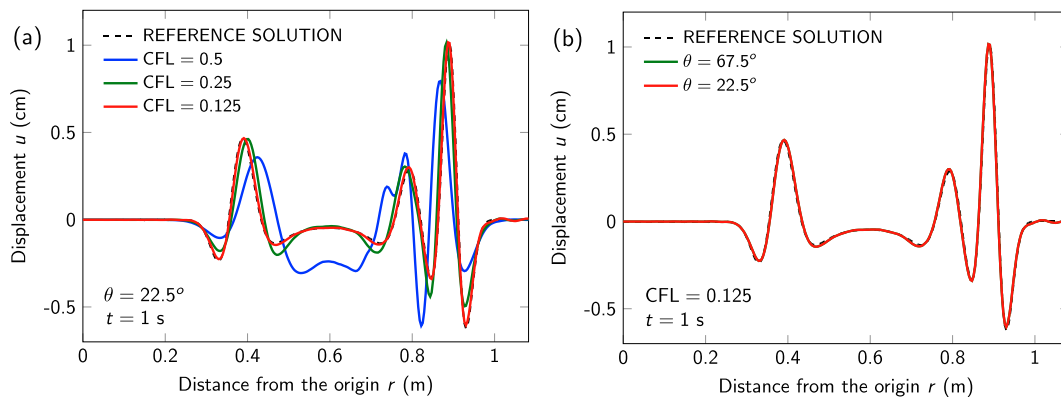 (a)
REFERENCE SOLUTION
CFL = 0.5
CFL = 0.25
CFL = 0.125
1
0.5
0
-0.5
Displacement u (cm)
θ = 22.5°
t = 1 s
0 0.2 0.4 0.6 0.8 1
Distance from the origin r (m)
(b)
REFERENCE SOLUTION
θ = 67.5°
θ = 22.5°
1
0.5
0
-0.5
Displacement u (cm)
CFL = 0.125
t = 1 s
0 0.2 0.4 0.6 0.8 1
Distance from the origin r (m)